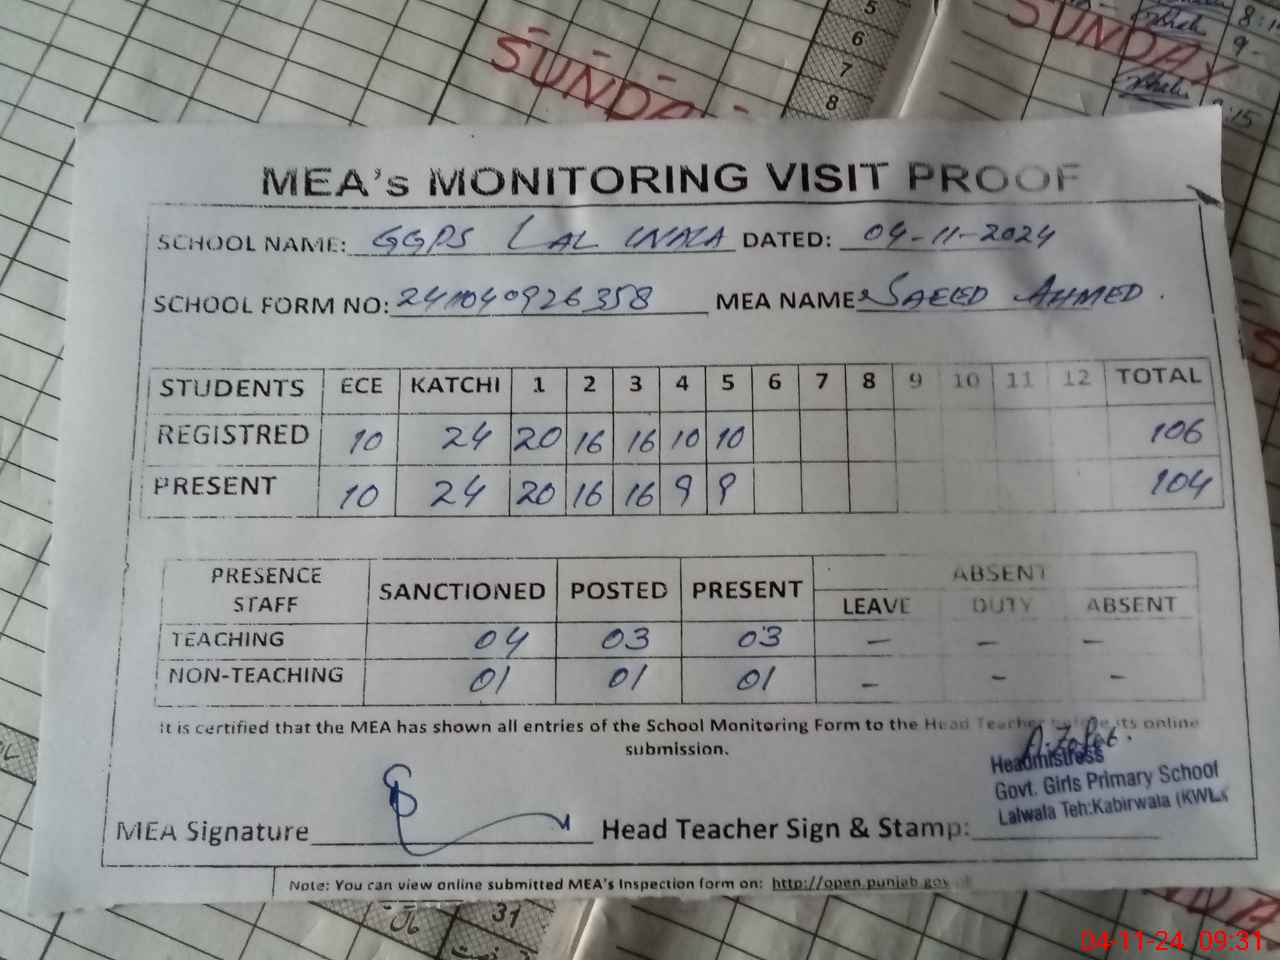 5
6
7
8
SUNDA
SUNDAY
8:1
9-
:15
MEA's MONITORING VISIT PROOF
SCHOOL NAME: GGPS LAL WALA DATED: 04-11-2024
SCHOOL FORM NO: 2411040926358 MEA NAME: SAEED AHMED.
STUDENTS ECE KATCHI 1 2 3 4 5 6 7 8 9 10 11 12 TOTAL
REGISTRED 10 24 20 16 16 10 10 106
PRESENT 10 24 20 16 16 9 9 104
PRESENCE STAFF SANCTIONED POSTED PRESENT ABSENT
LEAVE DUTY ABSENT
TEACHING 04 03 03 - - -
NON-TEACHING 01 01 01 - - -
It is certified that the MEA has shown all entries of the School Monitoring Form to the Head Teacher before its online
submission.
Headmistress
Govt. Girls Primary School
Lalwala Teh:Kabirwala (KWL)
MEA Signature Head Teacher Sign & Stamp:
Note: You can view online submitted MEA's Inspection form on: http://open.punjab.gov
31
04-11-24 09:31